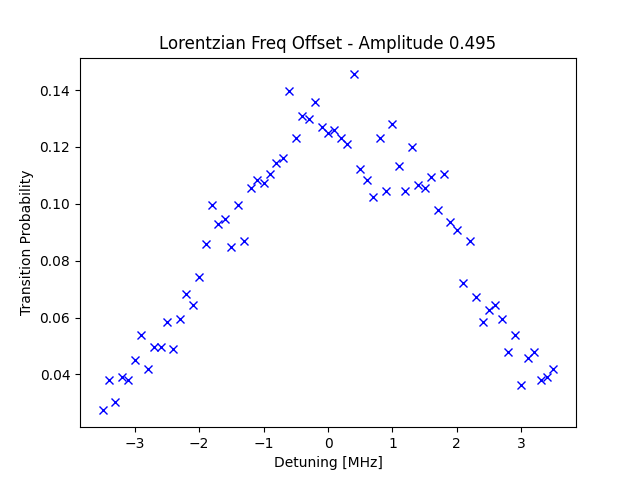 Lorentzian Freq Offset - Amplitude 0.495
Transition Probability
0.14
0.12
0.10
0.08
0.06
0.04
−3 −2 −1 0 1 2 3
Detuning [MHz]